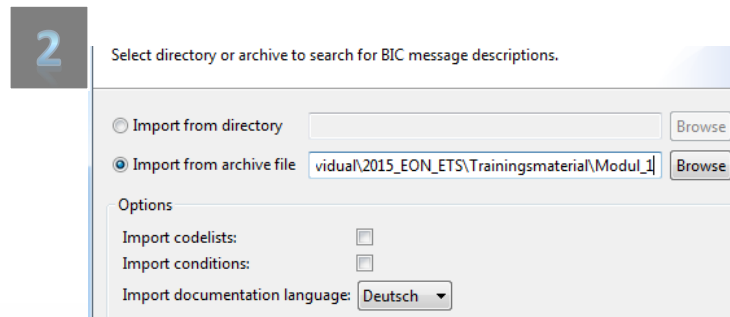 2
Select directory or archive to search for BIC message descriptions.
Import from directory Browse
Import from archive file vidual\2015_EON_ETS\Trainingsmaterial\Modul_1 Browse
Options
Import codelists:
Import conditions:
Import documentation language: Deutsch